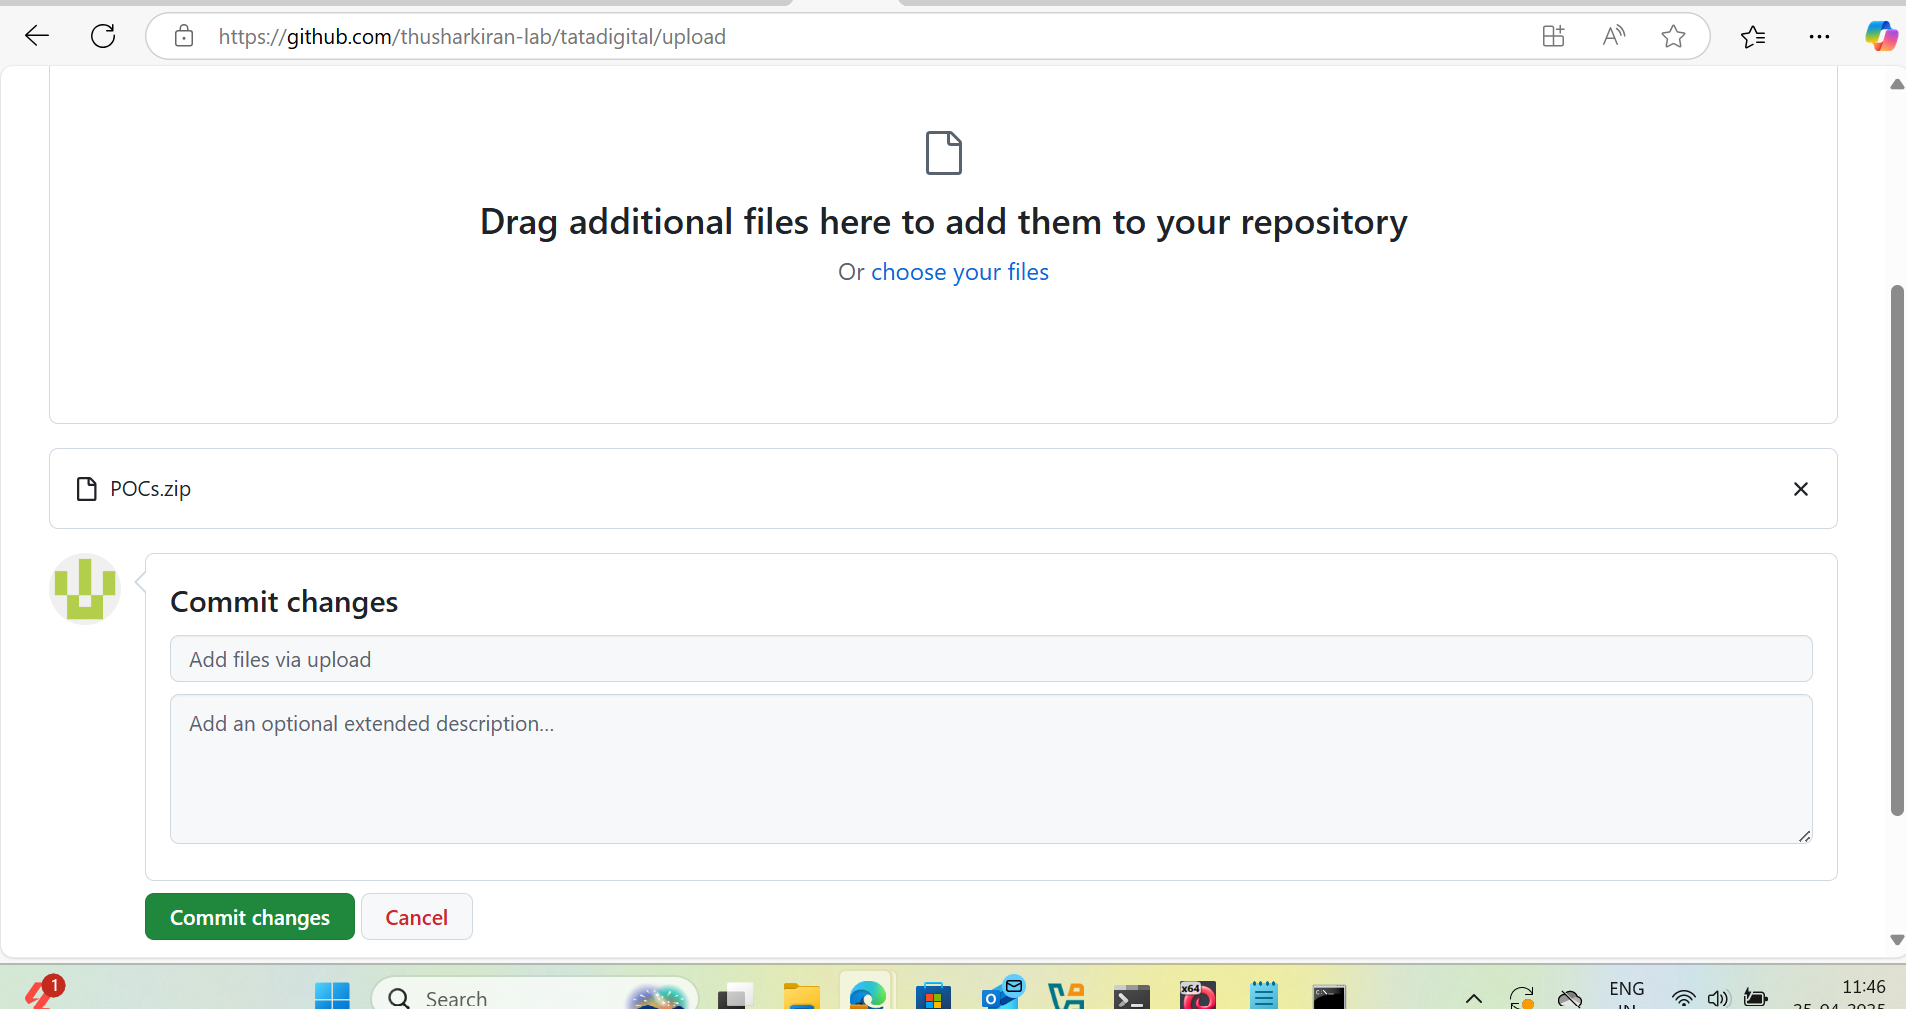 https://github.com/thusharkiran-lab/tatadigital/upload
Drag additional files here to add them to your repository
Or choose your files
POCs.zip
Commit changes
Add files via upload
Add an optional extended description...
Commit changes
Cancel
1
Search
x64
ENG
11:46